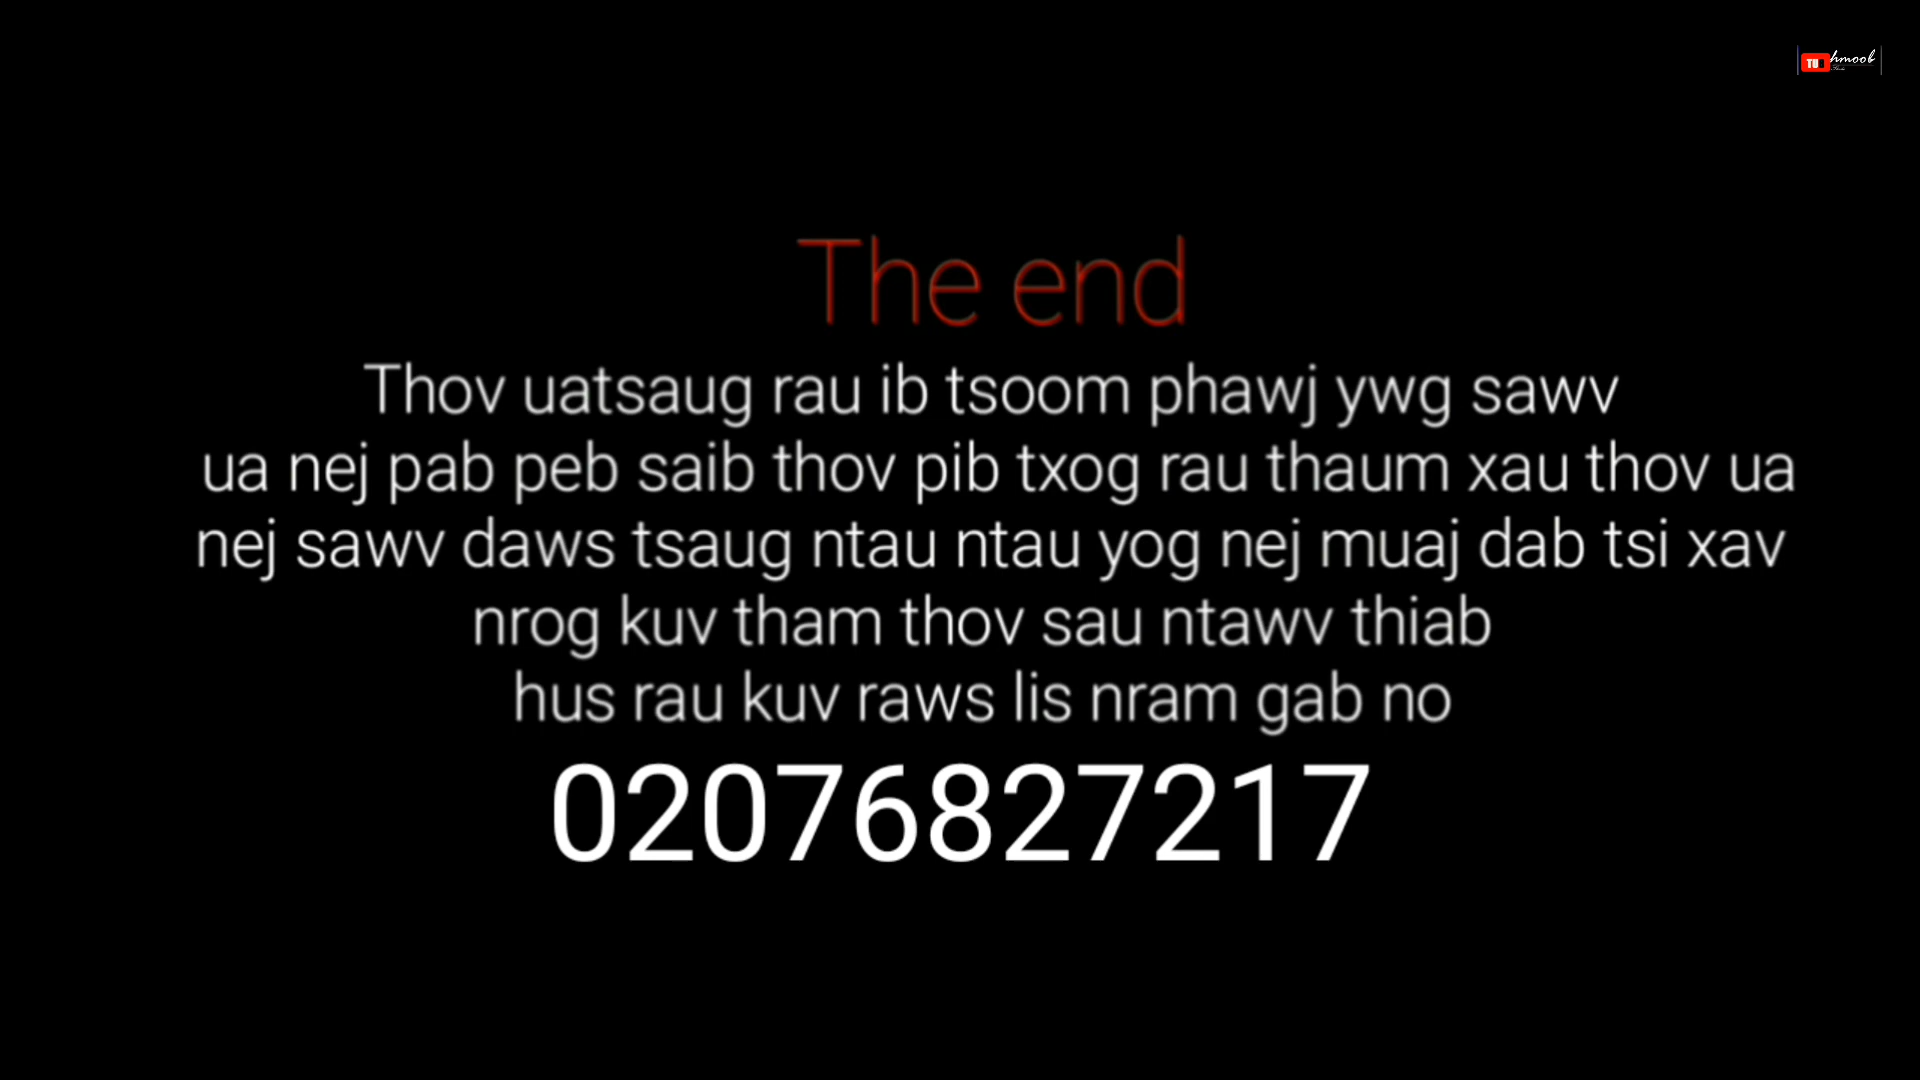 TUB hmoob
The end
Thov uatsaug rau ib tsoom phawj ywg sawv
ua nej pab peb saib thov pib txog rau thaum xau thov ua
nej sawv daws tsaug ntau ntau yog nej muaj dab tsi xav
nrog kuv tham thov sau ntawv thiab
hus rau kuv raws lis nram gab no
02076827217